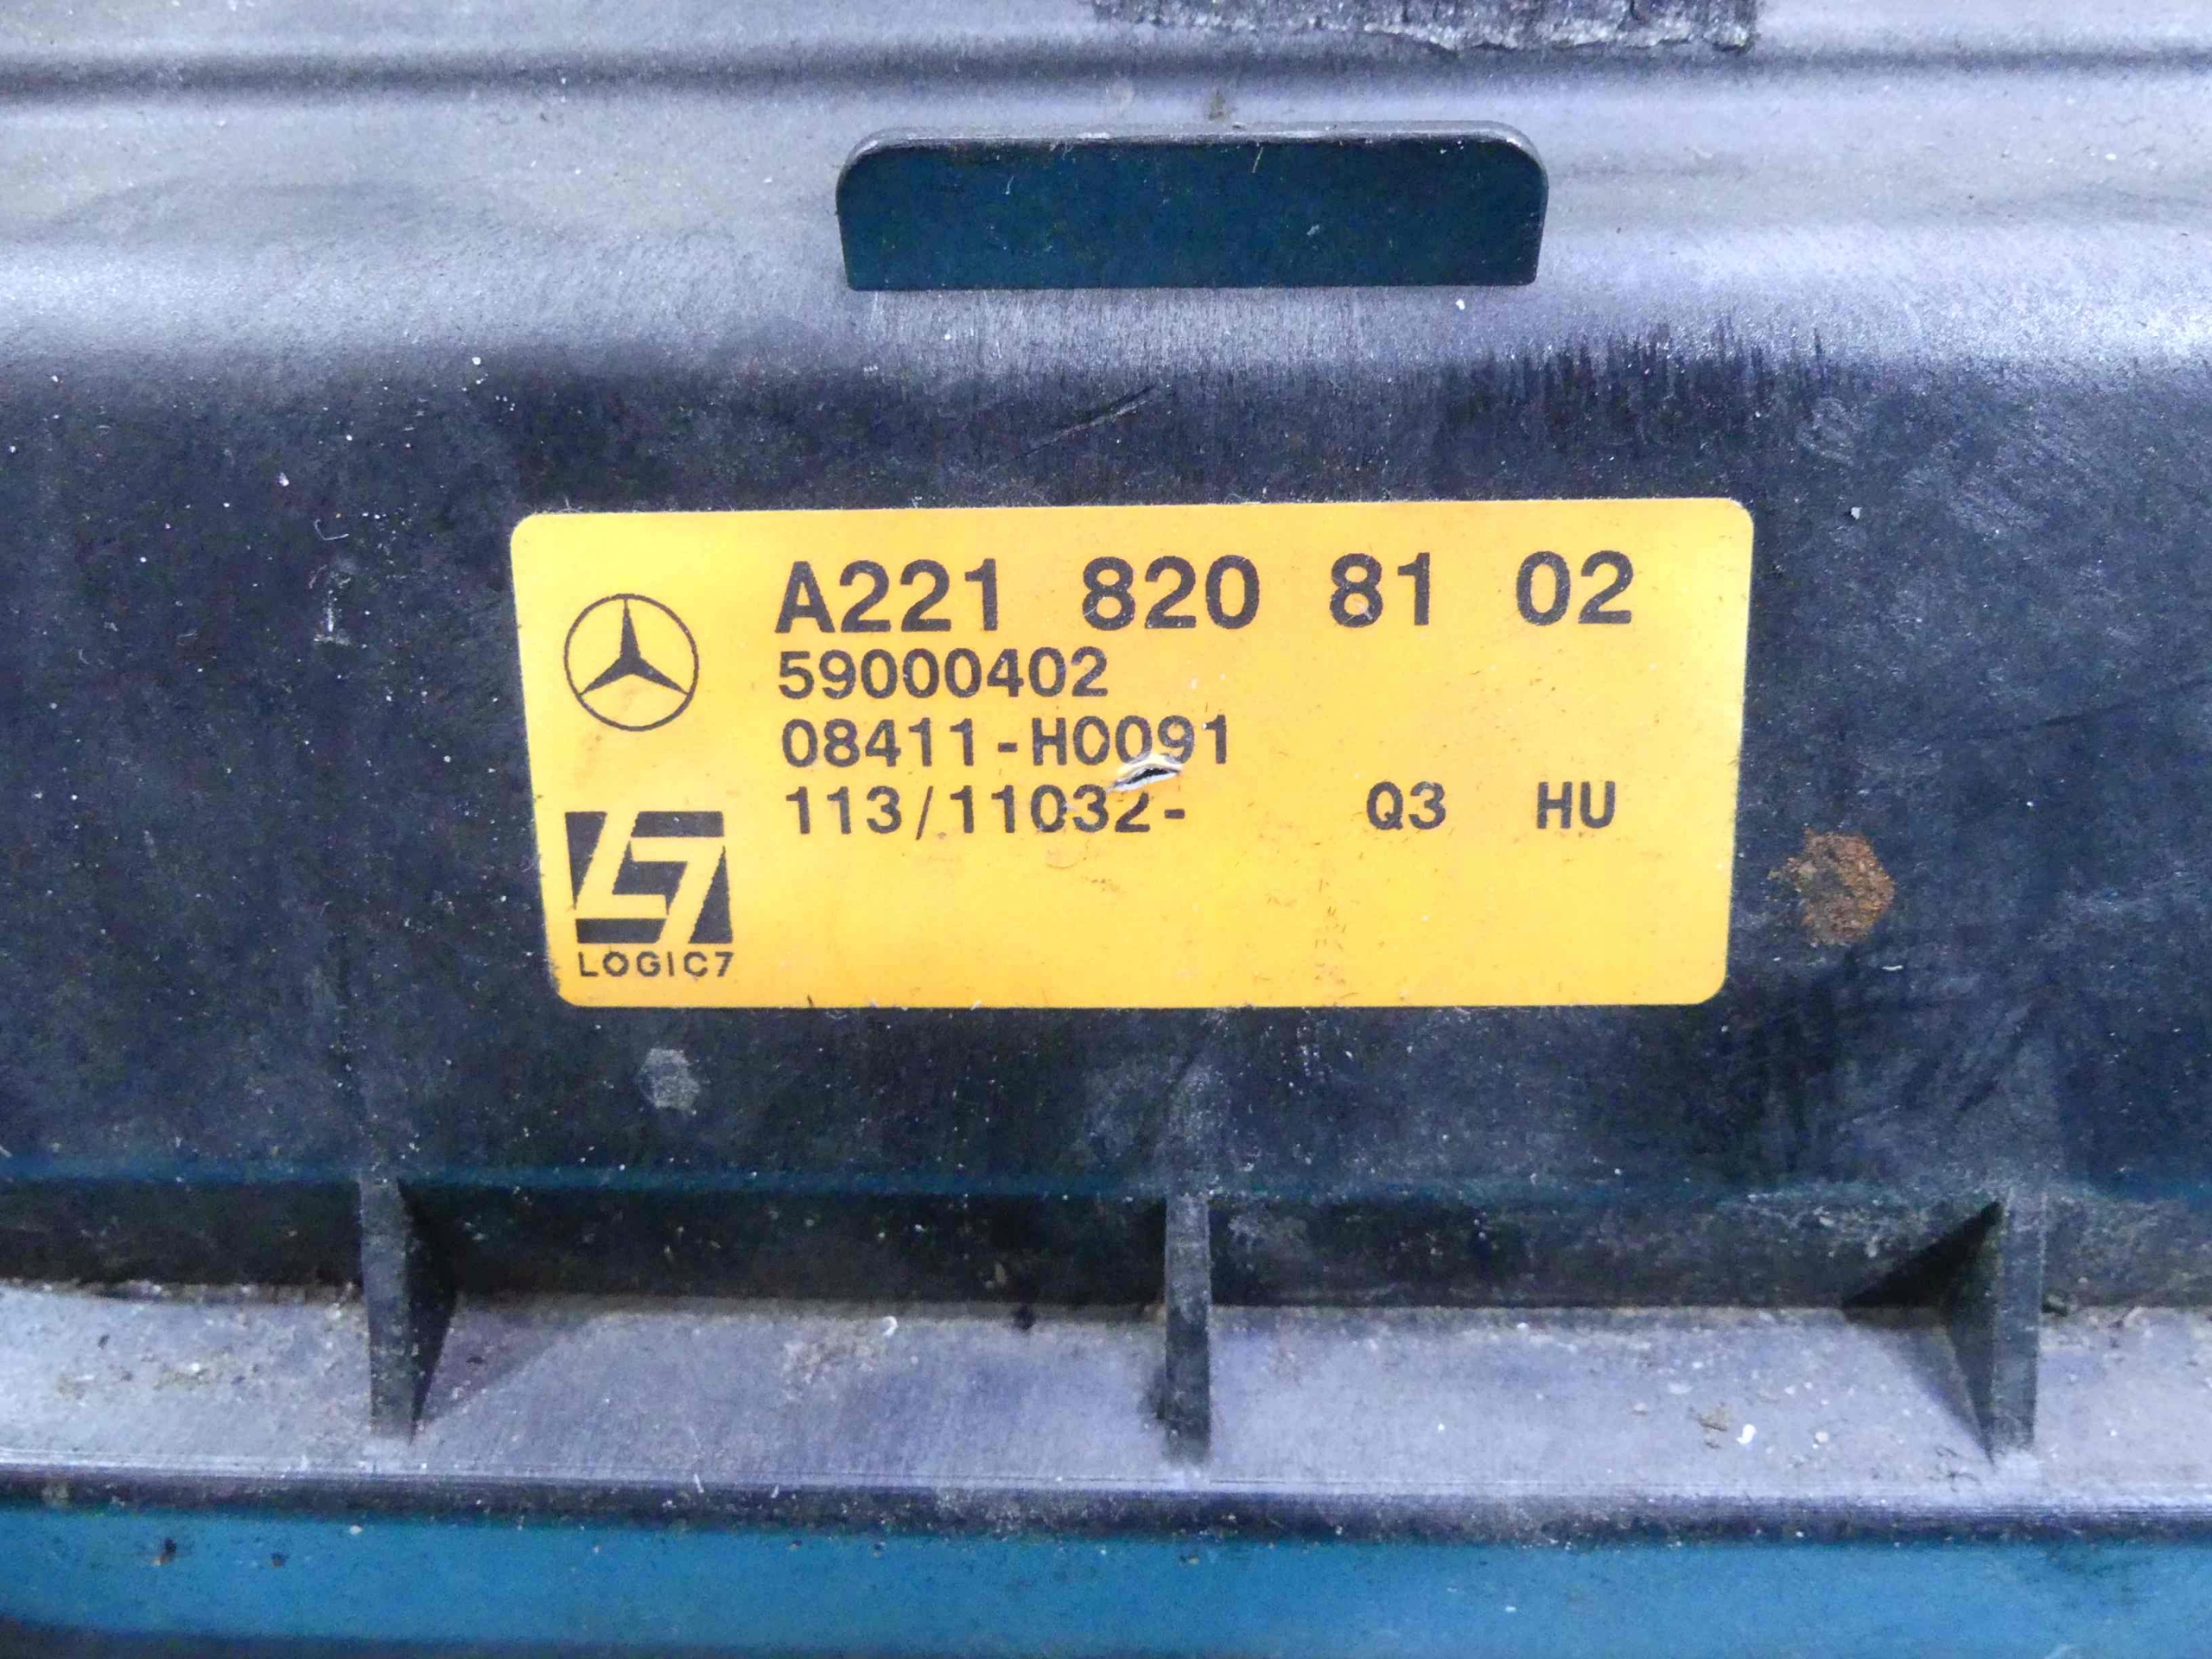 A221 820 81 02
59000402
08411-H0091
113/11032- Q3 HU
LOGIC7